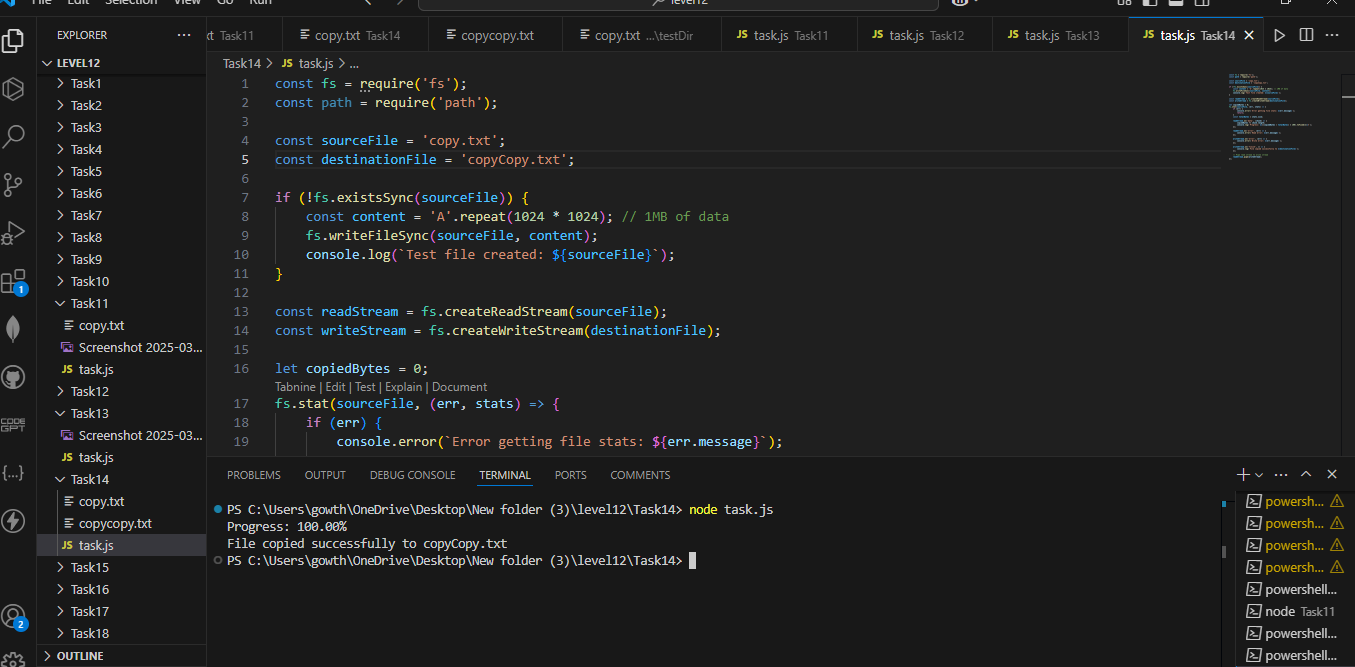 File Edit Selection View Go Run
level12
EXPLORER
LEVEL12
Task1
Task2
Task3
Task4
Task5
Task6
Task7
Task8
Task9
Task10
Task11
copy.txt
Screenshot 2025-03...
JS task.js
Task12
Task13
Screenshot 2025-03...
JS task.js
Task14
copy.txt
copycopy.txt
JS task.js
Task15
Task16
Task17
Task18
OUTLINE
1
CODE GPT
{...}
2
xt Task11
copy.txt Task14
copycopy.txt
copy.txt ...\testDir
JS task.js Task11
JS task.js Task12
JS task.js Task13
JS task.js Task14
Task14 > JS task.js > ...
1 const fs = require('fs');
2 const path = require('path');
3
4 const sourceFile = 'copy.txt';
5 const destinationFile = 'copyCopy.txt';
6
7 if (!fs.existsSync(sourceFile)) {
8 const content = 'A'.repeat(1024 * 1024); // 1MB of data
9 fs.writeFileSync(sourceFile, content);
10 console.log(`Test file created: ${sourceFile}`);
11 }
12
13 const readStream = fs.createReadStream(sourceFile);
14 const writeStream = fs.createWriteStream(destinationFile);
15
16 let copiedBytes = 0;
Tabnine | Edit | Test | Explain | Document
17 fs.stat(sourceFile, (err, stats) => {
18 if (err) {
19 console.error(`Error getting file stats: ${err.message}`);
PROBLEMS OUTPUT DEBUG CONSOLE TERMINAL PORTS COMMENTS
PS C:\Users\gowth\OneDrive\Desktop\New folder (3)\level12\Task14> node task.js
Progress: 100.00%
File copied successfully to copyCopy.txt
PS C:\Users\gowth\OneDrive\Desktop\New folder (3)\level12\Task14>
powersh...
powersh...
powersh...
powersh...
powershell...
node Task11
powershell...
powershell...